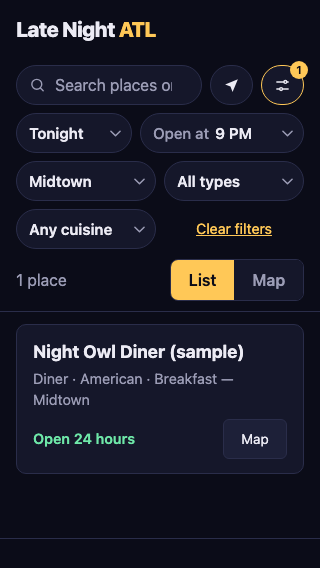 Late Night ATL
Search places or
1
Tonight
Open at 9 PM
Midtown
All types
Any cuisine
Clear filters
1 place
List
Map
Night Owl Diner (sample)
Diner · American · Breakfast —
Midtown
Open 24 hours
Map